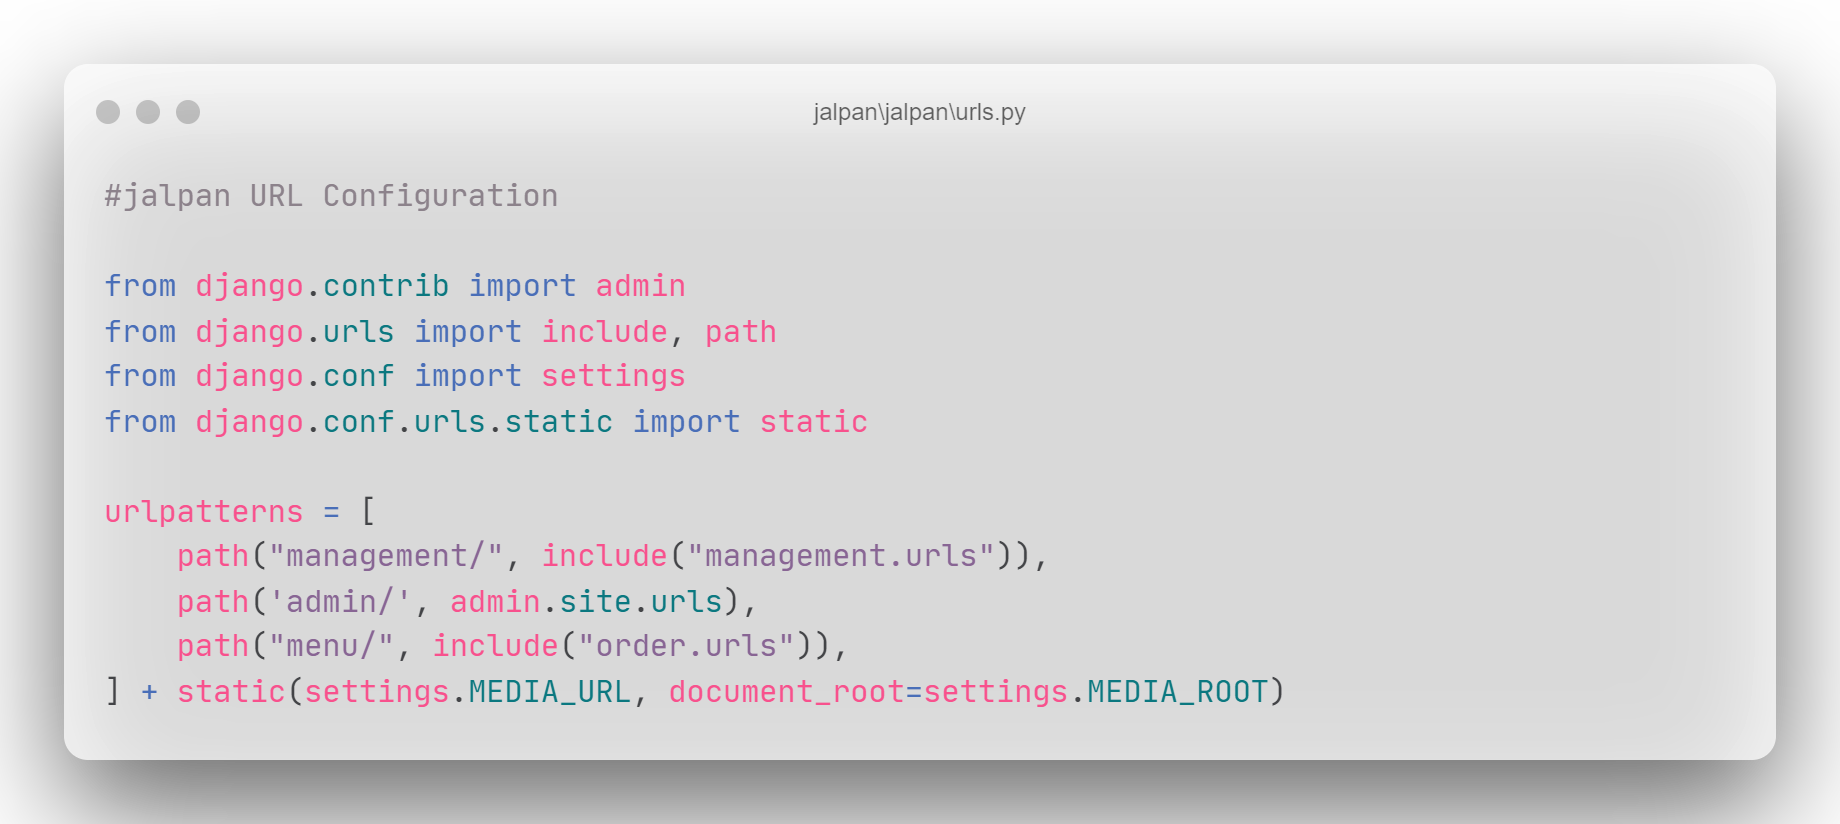 jalpan\jalpan\urls.py
#jalpan URL Configuration
from django.contrib import admin
from django.urls import include, path
from django.conf import settings
from django.conf.urls.static import static
urlpatterns = [
    path("management/", include("management.urls")),
    path('admin/', admin.site.urls),
    path("menu/", include("order.urls")),
] + static(settings.MEDIA_URL, document_root=settings.MEDIA_ROOT)